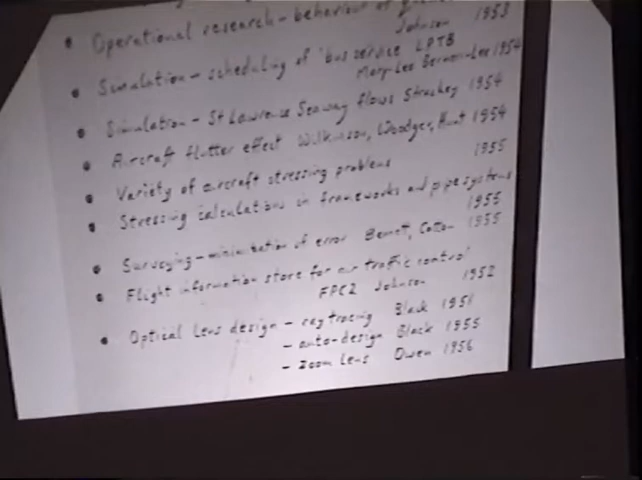 • Operational research - behaviour of
Johnson 1953
• Simulation - scheduling of bus service LPTB
Mary-Lee Berners-Lee 1954
• Simulation - St Lawrence Seaway flows Strachey 1954
• Aircraft flutter effect Wilkinson, Woodger, Hunt 1954
• Variety of aircraft stressing problems 1955
• Stressing calculations in frameworks and pipe systems
1955
• Surveying - minimisation of error Bennett, Cotton 1955
• Flight information store for air traffic control
FPC2 Johnson 1952
• Optical Lens design - ray tracing Black 1951
- auto-design Black 1955
- zoom lens Owen 1956